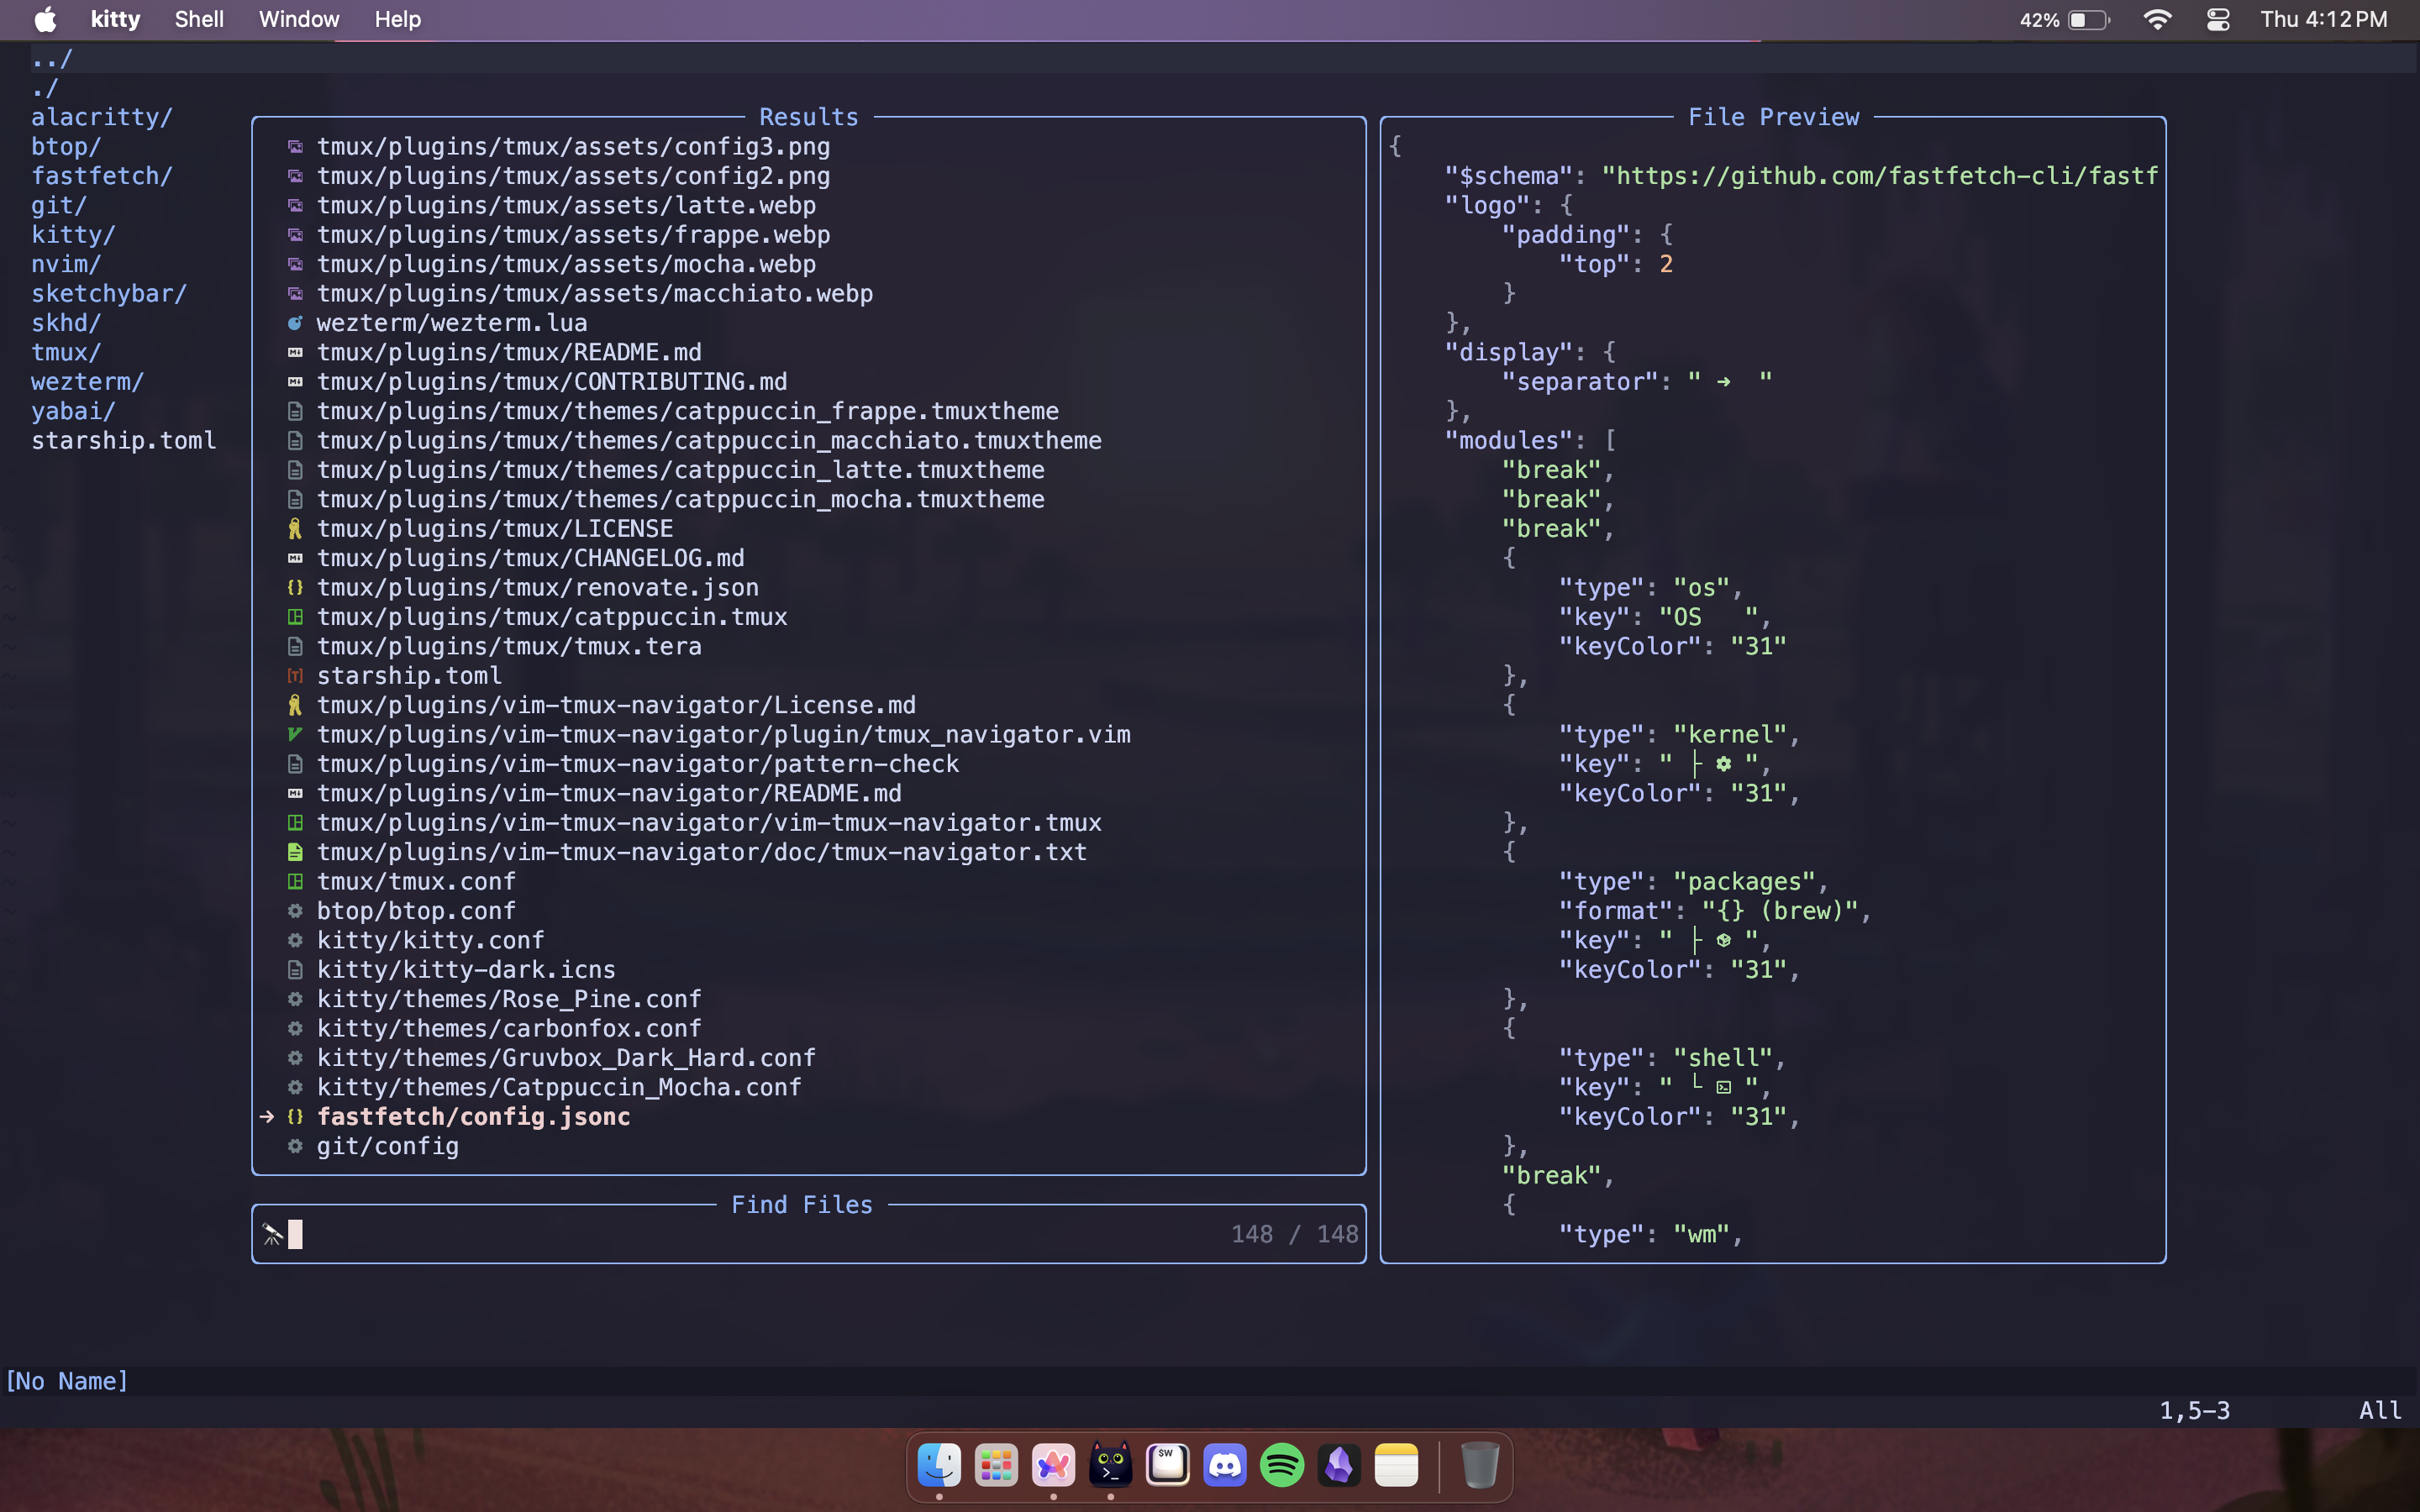 kitty Shell Window Help 42% Thu 4:12 PM
../
./
alacritty/
btop/
fastfetch/
git/
kitty/
nvim/
sketchybar/
skhd/
tmux/
wezterm/
yabai/
starship.toml
Results
tmux/plugins/tmux/assets/config3.png
tmux/plugins/tmux/assets/config2.png
tmux/plugins/tmux/assets/latte.webp
tmux/plugins/tmux/assets/frappe.webp
tmux/plugins/tmux/assets/mocha.webp
tmux/plugins/tmux/assets/macchiato.webp
wezterm/wezterm.lua
tmux/plugins/tmux/README.md
tmux/plugins/tmux/CONTRIBUTING.md
tmux/plugins/tmux/themes/catppuccin_frappe.tmuxtheme
tmux/plugins/tmux/themes/catppuccin_macchiato.tmuxtheme
tmux/plugins/tmux/themes/catppuccin_latte.tmuxtheme
tmux/plugins/tmux/themes/catppuccin_mocha.tmuxtheme
tmux/plugins/tmux/LICENSE
tmux/plugins/tmux/CHANGELOG.md
{} tmux/plugins/tmux/renovate.json
tmux/plugins/tmux/catppuccin.tmux
tmux/plugins/tmux/tmux.tera
[T] starship.toml
tmux/plugins/vim-tmux-navigator/License.md
tmux/plugins/vim-tmux-navigator/plugin/tmux_navigator.vim
tmux/plugins/vim-tmux-navigator/pattern-check
tmux/plugins/vim-tmux-navigator/README.md
tmux/plugins/vim-tmux-navigator/vim-tmux-navigator.tmux
tmux/plugins/vim-tmux-navigator/doc/tmux-navigator.txt
tmux/tmux.conf
btop/btop.conf
kitty/kitty.conf
kitty/kitty-dark.icns
kitty/themes/Rose_Pine.conf
kitty/themes/carbonfox.conf
kitty/themes/Gruvbox_Dark_Hard.conf
kitty/themes/Catppuccin_Mocha.conf
→ {} fastfetch/config.jsonc
git/config
Find Files
148 / 148
File Preview
{
"$schema": "https://github.com/fastfetch-cli/fastf
"logo": {
"padding": {
"top": 2
}
},
"display": {
"separator": " ➜  "
},
"modules": [
"break",
"break",
"break",
{
"type": "os",
"key": "OS   ",
"keyColor": "31"
},
{
"type": "kernel",
"key": " ├  ",
"keyColor": "31",
},
{
"type": "packages",
"format": "{} (brew)",
"key": " ├  ",
"keyColor": "31",
},
{
"type": "shell",
"key": " └  ",
"keyColor": "31",
},
"break",
{
"type": "wm",
[No Name]
1,5-3 All